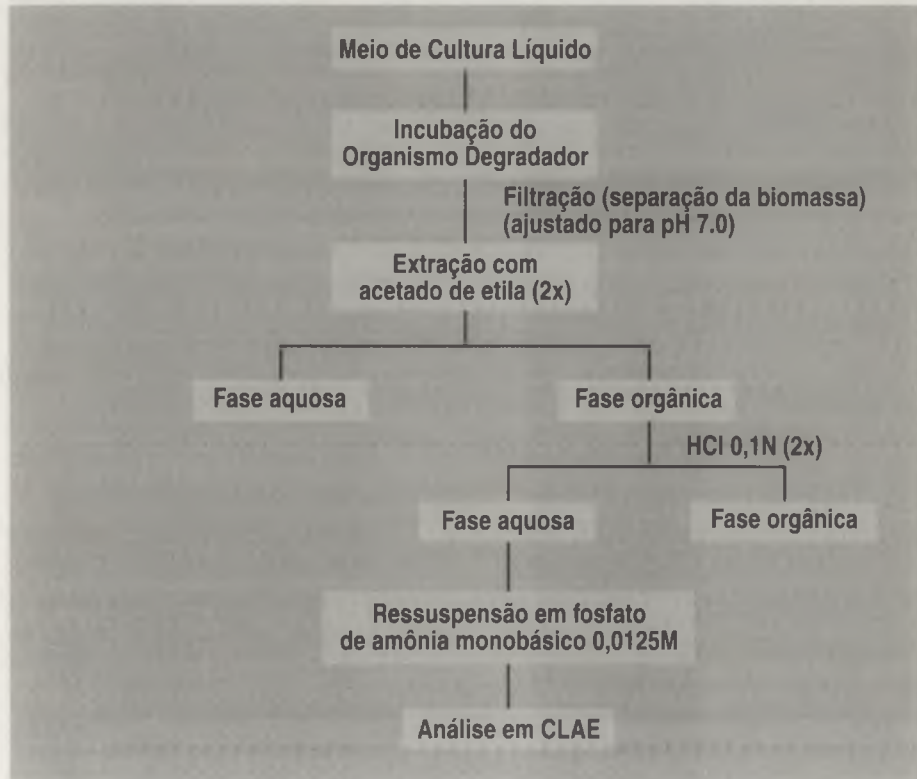 Meio de Cultura Líquido
Incubação do
Organismo Degradador
Filtração (separação da biomassa)
(ajustado para pH 7.0)
Extração com
acetado de etila (2x)
Fase aquosa
Fase orgânica
HCl 0,1N (2x)
Fase aquosa
Fase orgânica
Ressuspensão em fosfato
de amônia monobásico 0,0125M
Análise em CLAE